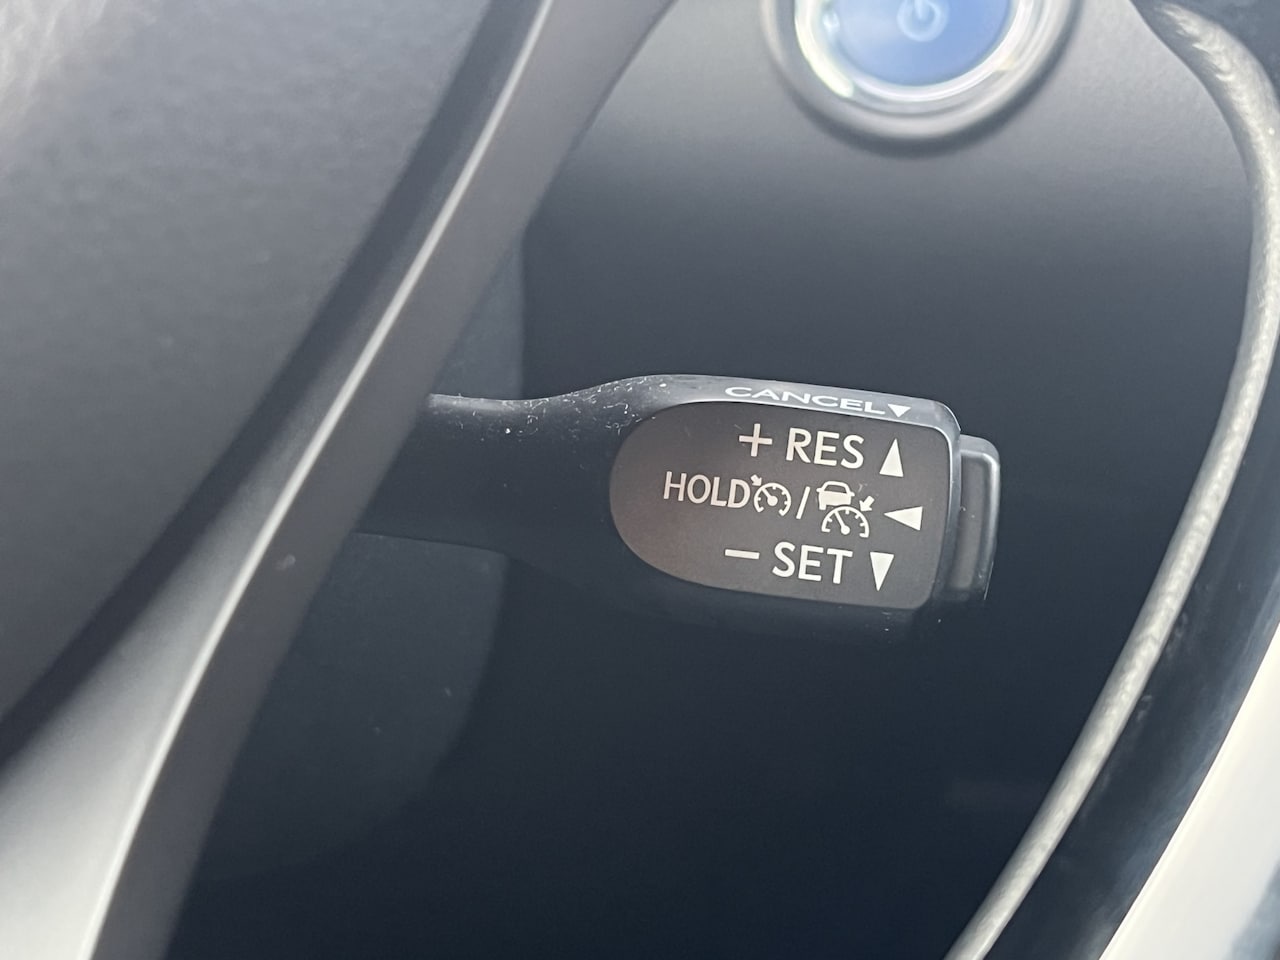 CANCEL▼
+ RES ▲
HOLD / ◀
− SET ▼